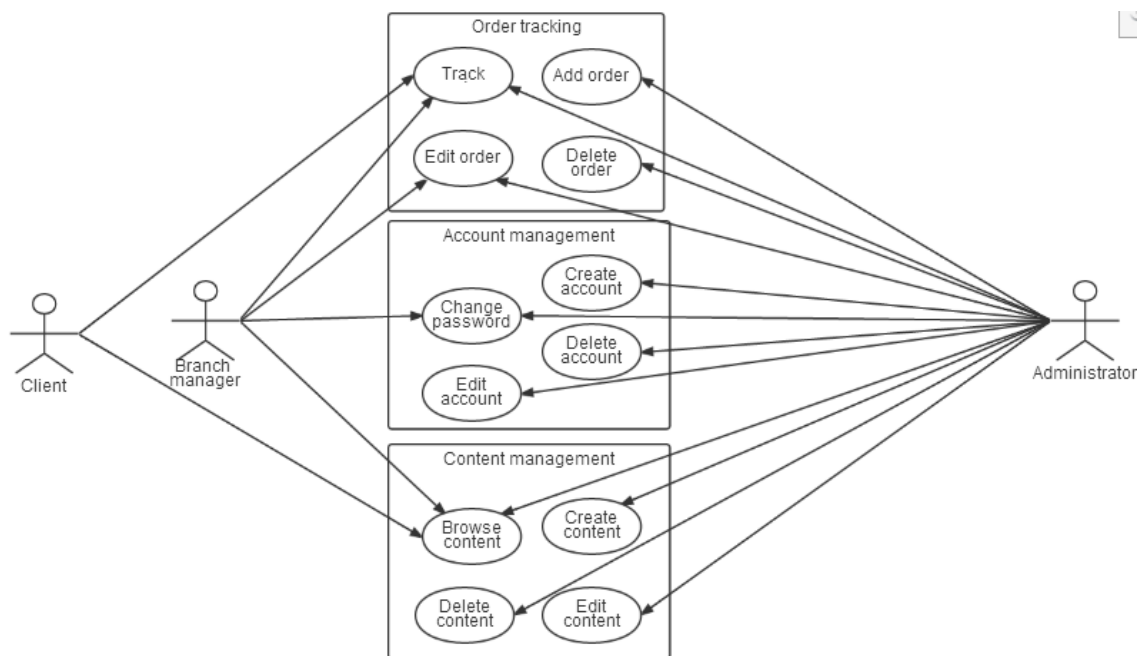 Order tracking
Track
Add order
Edit order
Delete
order
Account management
Create
account
Change
password
Delete
account
Edit
account
Client
Branch
manager
Administrator
Content management
Browse
content
Create
content
Delete
content
Edit
content